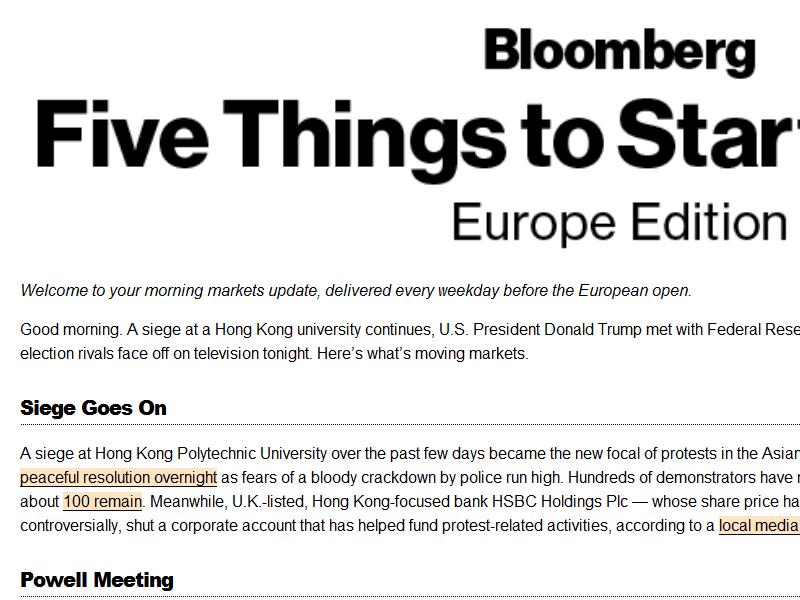 Bloomberg
Five Things to Start
Europe Edition
Welcome to your morning markets update, delivered every weekday before the European open.
Good morning. A siege at a Hong Kong university continues, U.S. President Donald Trump met with Federal Rese
election rivals face off on television tonight. Here’s what’s moving markets.
Siege Goes On
A siege at Hong Kong Polytechnic University over the past few days became the new focal of protests in the Asian
peaceful resolution overnight as fears of a bloody crackdown by police run high. Hundreds of demonstrators have
about 100 remain. Meanwhile, U.K.-listed, Hong Kong-focused bank HSBC Holdings Plc — whose share price ha
controversially, shut a corporate account that has helped fund protest-related activities, according to a local media
Powell Meeting